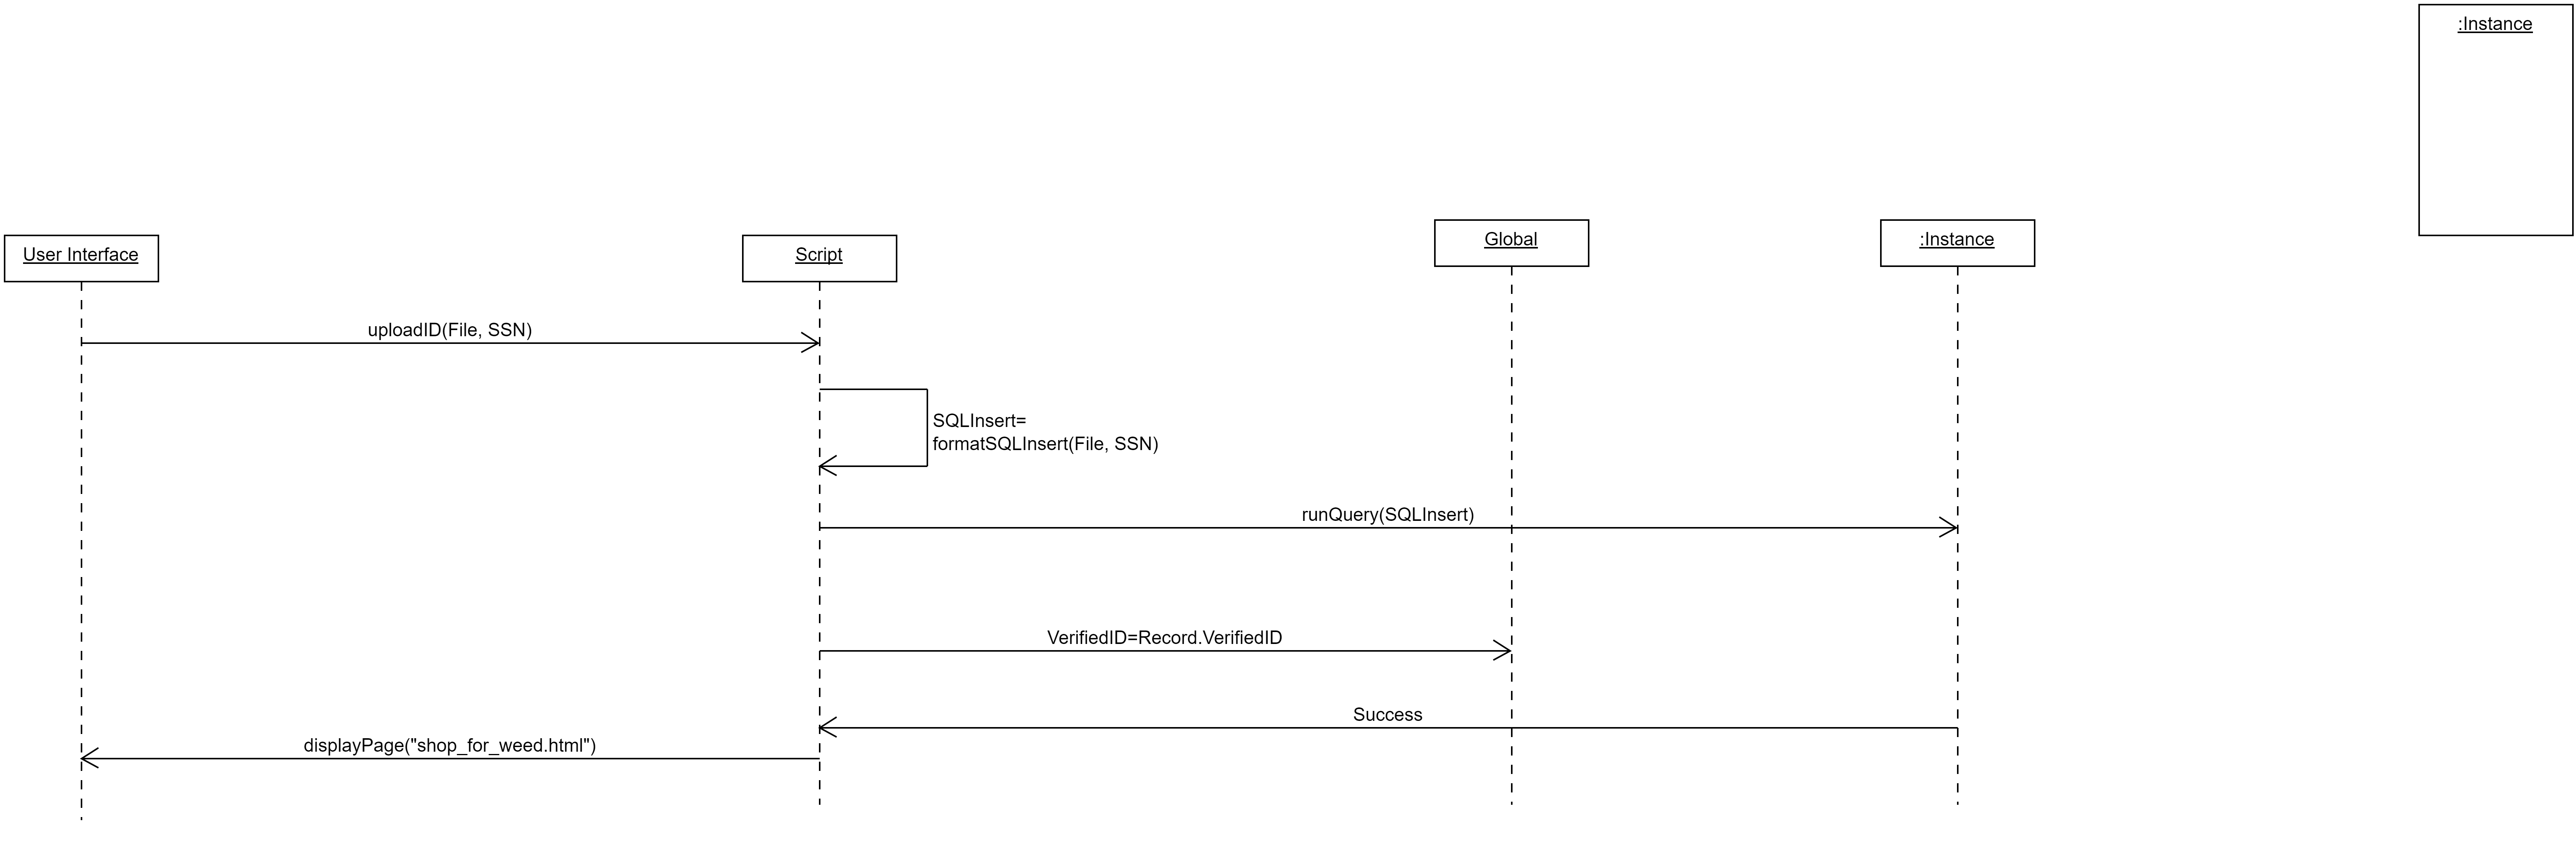 :Instance
User Interface
Script
Global
:Instance
uploadID(File, SSN)
SQLInsert=
formatSQLInsert(File, SSN)
runQuery(SQLInsert)
VerifiedID=Record.VerifiedID
Success
displayPage("shop_for_weed.html")